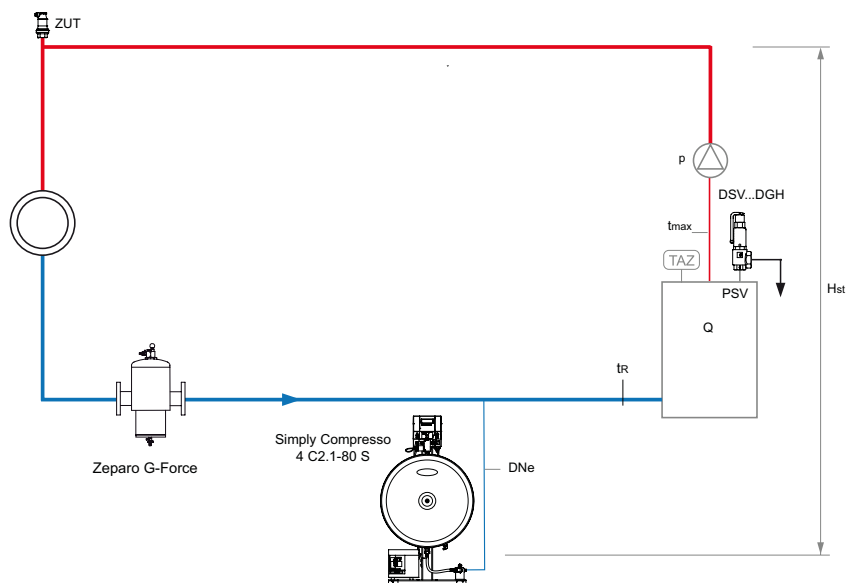 ZUT
p
DSV...DGH
tmax
TAZ
PSV
Hst
Q
tR
Simply Compresso
4 C2.1-80 S
Zeparo G-Force
DNe